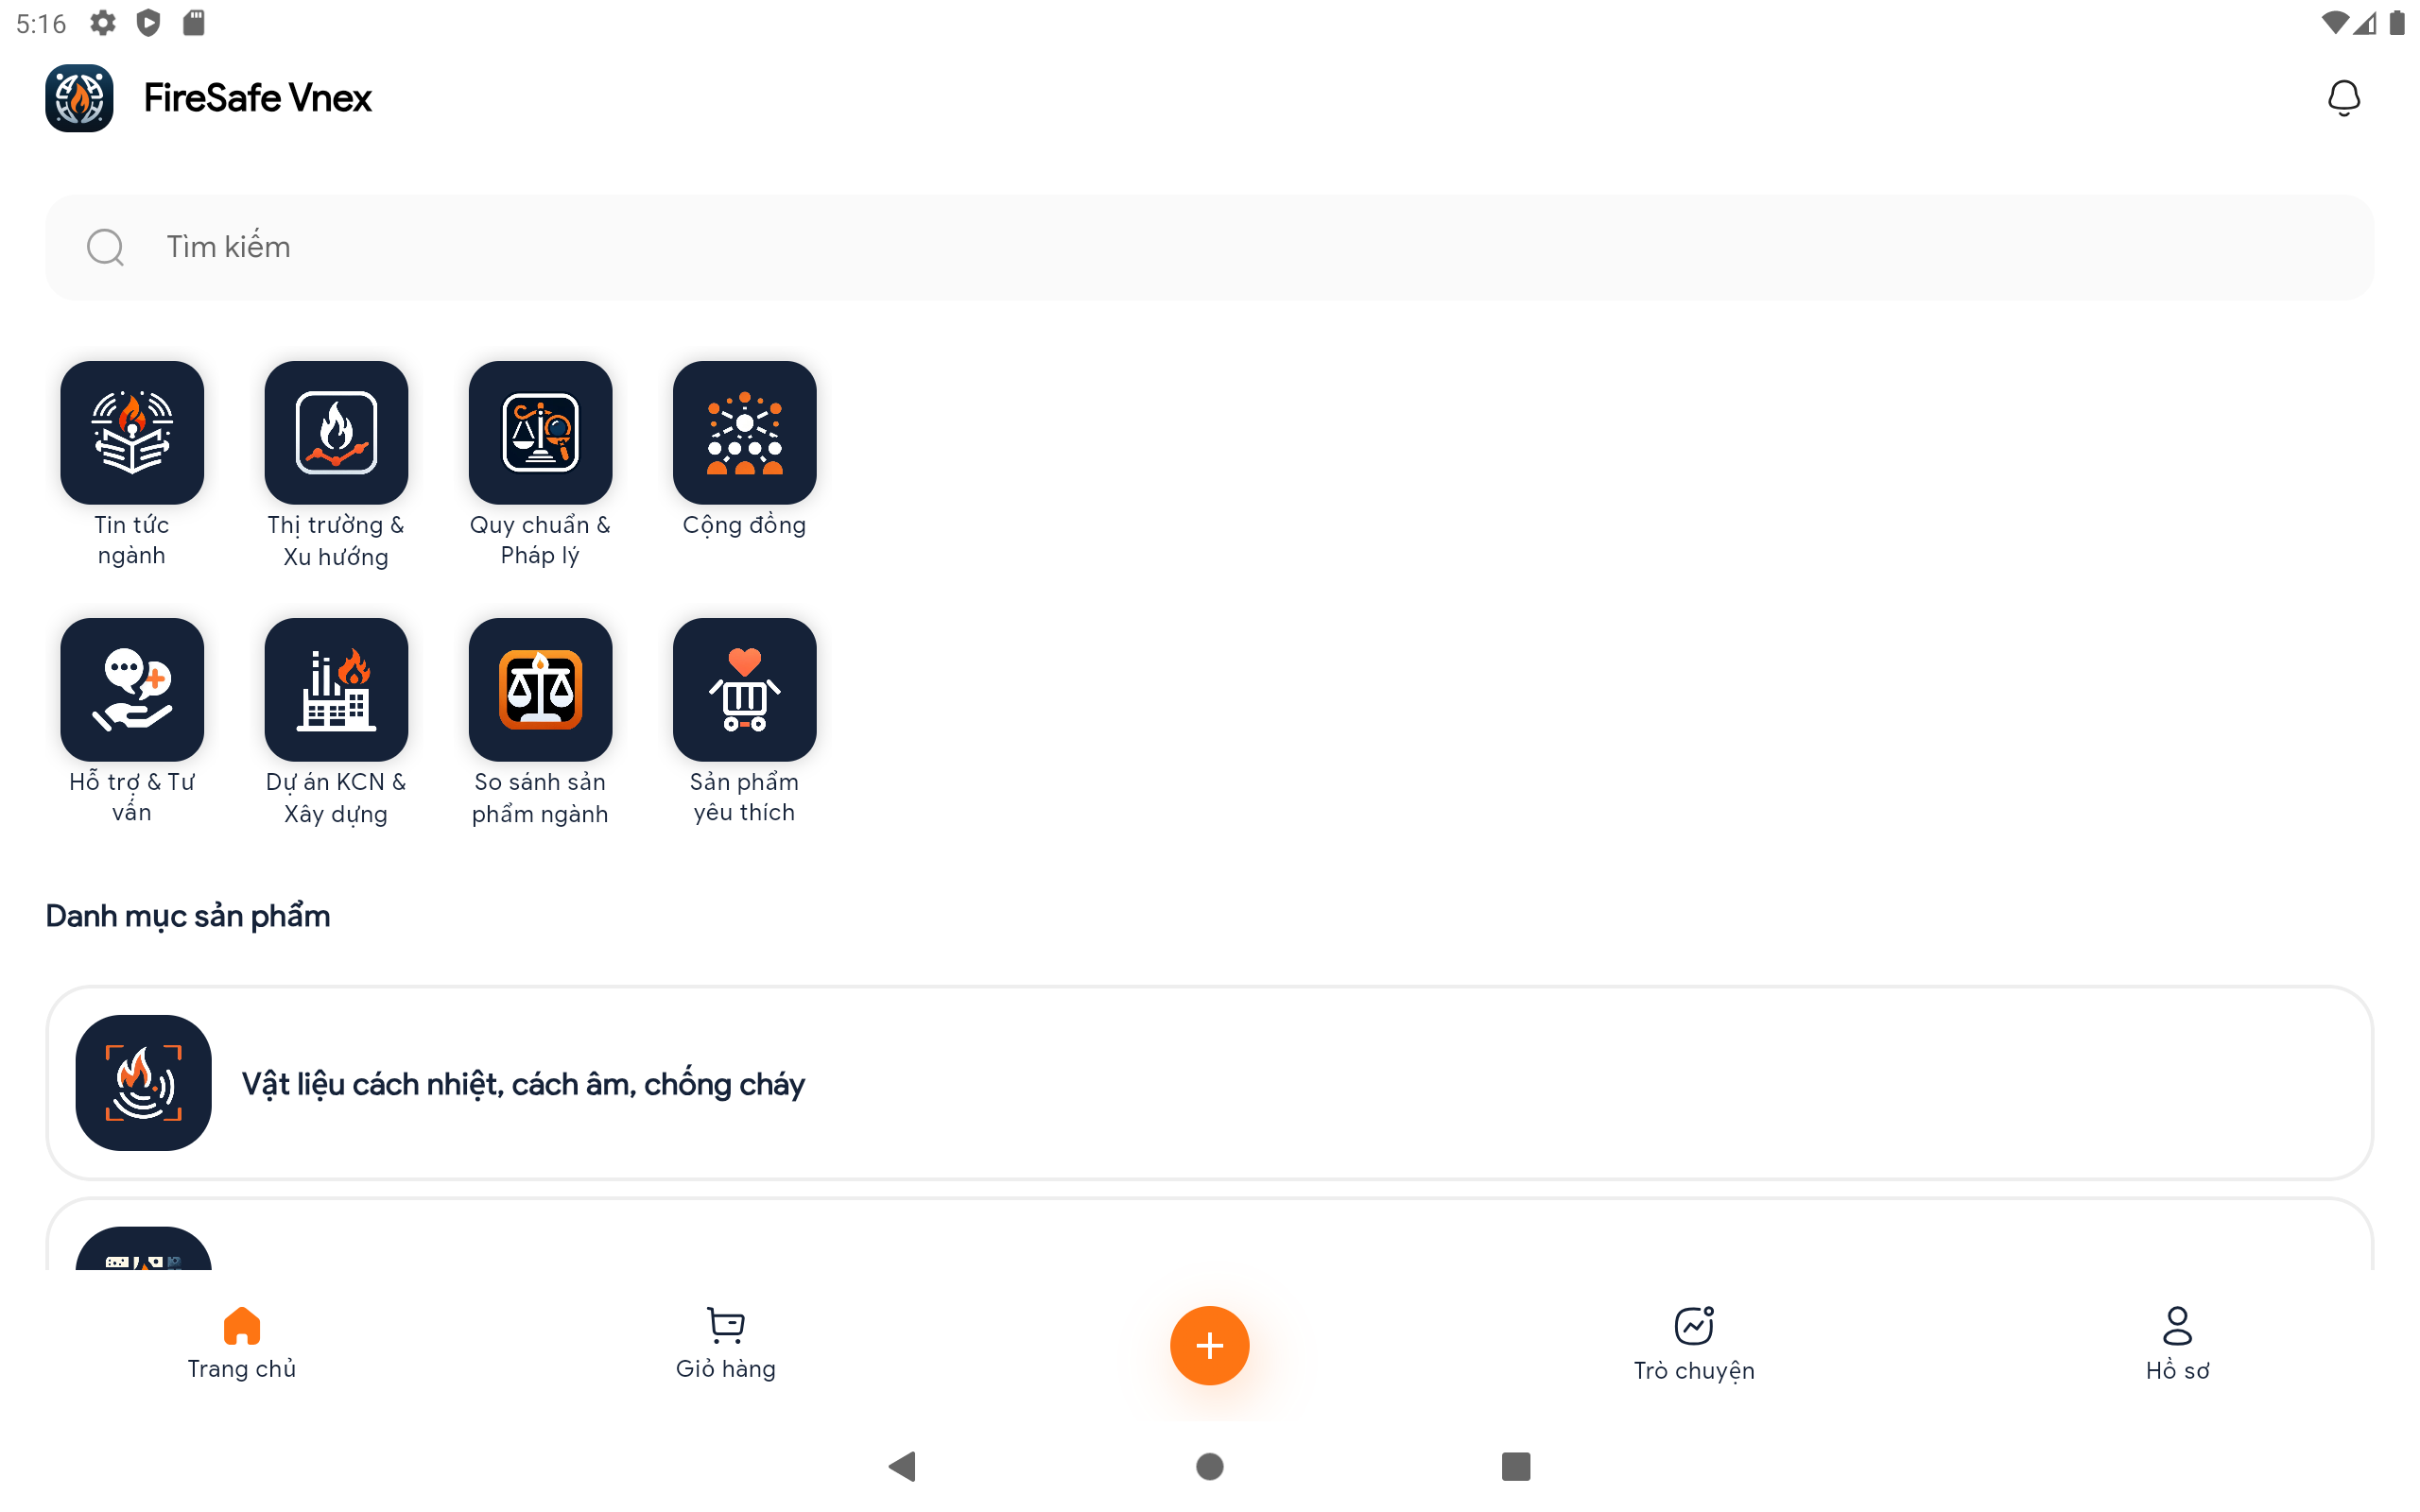 5:16
FireSafe Vnex
Tìm kiếm
Tin tức
ngành
Thị trường &
Xu hướng
Quy chuẩn &
Pháp lý
Cộng đồng
Hỗ trợ & Tư
vấn
Dự án KCN &
Xây dựng
So sánh sản
phẩm ngành
Sản phẩm
yêu thích
Danh mục sản phẩm
Vật liệu cách nhiệt, cách âm, chống cháy
Trang chủ
Giỏ hàng
Trò chuyện
Hồ sơ